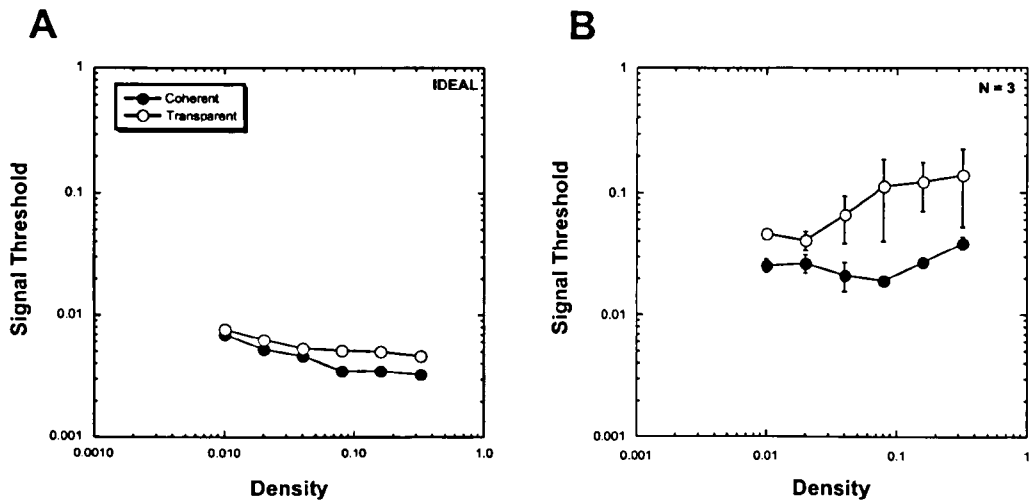 A
IDEAL
Coherent
Transparent
Signal Threshold
1
0.1
0.01
0.001
0.0010
0.010
0.10
1.0
Density
B
N = 3
Signal Threshold
1
0.1
0.01
0.001
0.001
0.01
0.1
1
Density